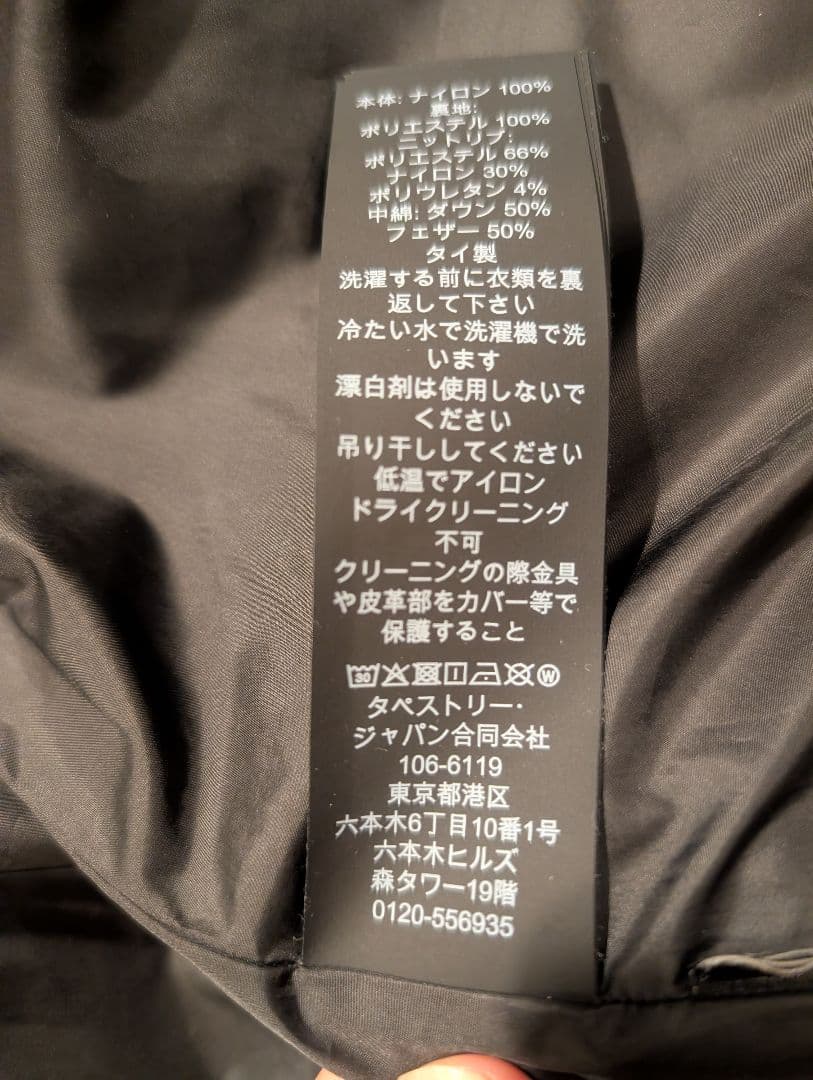 本体: ナイロン 100%
裏地:
ポリエステル 100%
ニットリブ:
ポリエステル 66%
ナイロン 30%
ポリウレタン 4%
中綿: ダウン 50%
フェザー 50%
タイ製
洗濯する前に衣類を裏
返して下さい
冷たい水で洗濯機で洗
います
漂白剤は使用しないで
ください
吊り干ししてください
低温でアイロン
ドライクリーニング
不可
クリーニングの際金具
や皮革部をカバー等で
保護すること
30 W
タペストリー・
ジャパン合同会社
106-6119
東京都港区
六本木6丁目10番1号
六本木ヒルズ
森タワー19階
0120-556935